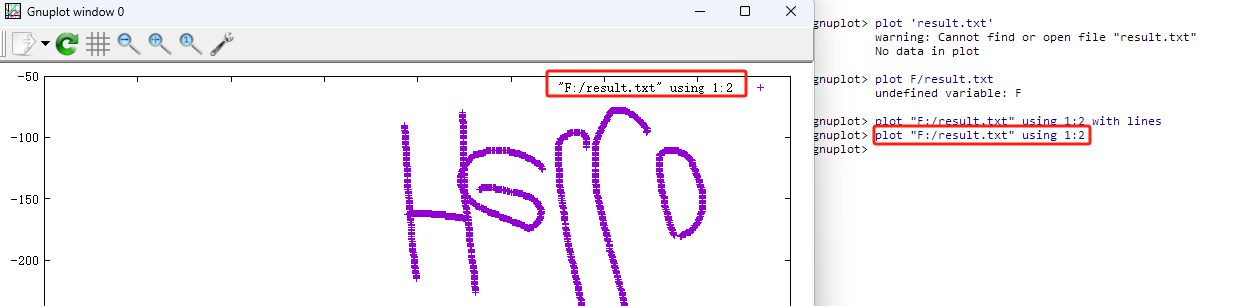 Gnuplot window 0
-50
-100
-150
-200
"F:/result.txt" using 1:2
gnuplot> plot 'result.txt'
warning: Cannot find or open file "result.txt"
No data in plot
gnuplot> plot F/result.txt
undefined variable: F
gnuplot> plot "F:/result.txt" using 1:2 with lines
gnuplot> plot "F:/result.txt" using 1:2
gnuplot>